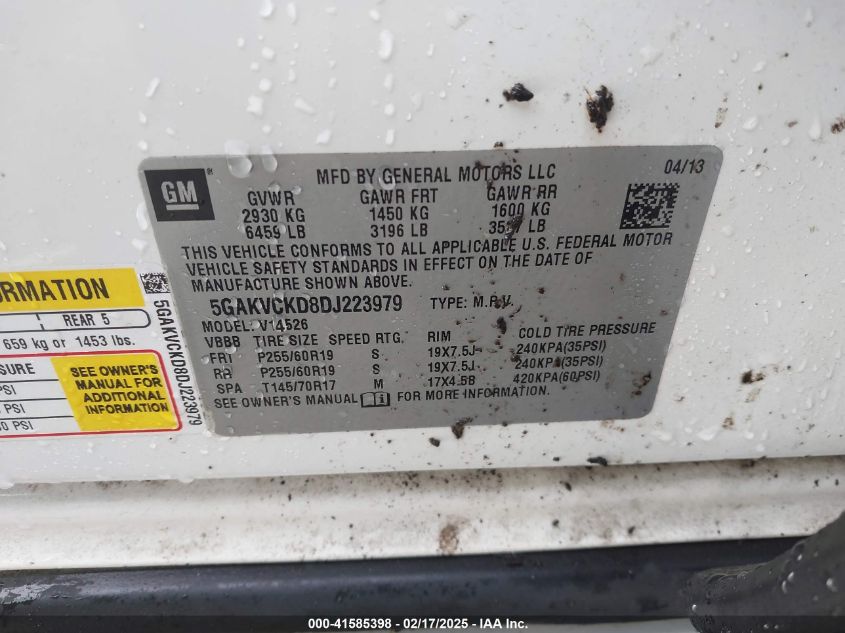 GM
MFD BY GENERAL MOTORS LLC
04/13
GVWR GAWR FRT GAWR RR
2930 KG 1450 KG 1600 KG
6459 LB 3196 LB LB
THIS VEHICLE CONFORMS TO ALL APPLICABLE U.S. FEDERAL MOTOR
VEHICLE SAFETY STANDARDS IN EFFECT ON THE DATE OF
MANUFACTURE SHOWN ABOVE.
5GAKVCKD8DJ223979 TYPE: M.P.V.
MODEL: V14526
VBBB TIRE SIZE SPEED RTG. RIM COLD TIRE PRESSURE
FRT P255/60R19 S 19X7.5J 240KPA(35PSI)
RR P255/60R19 S 19X7.5J 240KPA(35PSI)
SPA T145/70R17 M 17X4.5B 420KPA(60PSI)
SEE OWNER'S MANUAL FOR MORE INFORMATION.
ORMATION
REAR 5
659 kg or 1453 lbs.
SURE
PSI
PSI
0 PSI
SEE OWNER'S
MANUAL FOR
ADDITIONAL
INFORMATION
5GAKVCKD8DJ223979
000-41585398 - 02/17/2025 - IAA Inc.